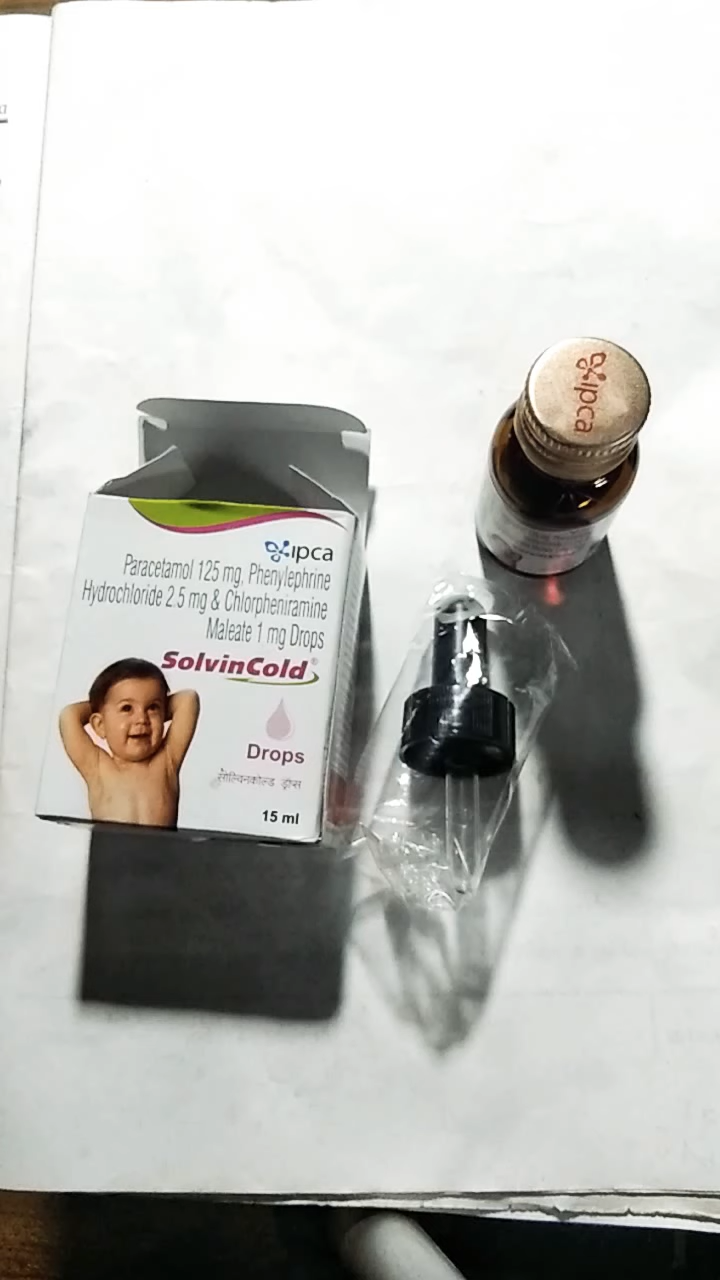 ipca
Paracetamol 125 mg, Phenylephrine
Hydrochloride 2.5 mg & Chlorpheniramine
Maleate 1 mg Drops
SolvinCold®
Drops
सोल्विनकोल्ड ड्रॉप्स
15 ml
ipca